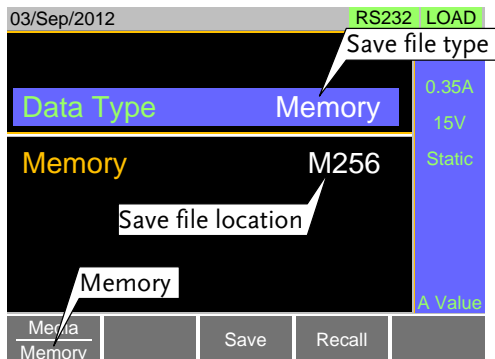 03/Sep/2012 RS232 LOAD
Save file type
Data Type Memory
0.35A
15V
Static
Memory M256
Save file location
Memory
A Value
Media
Memory
Save
Recall